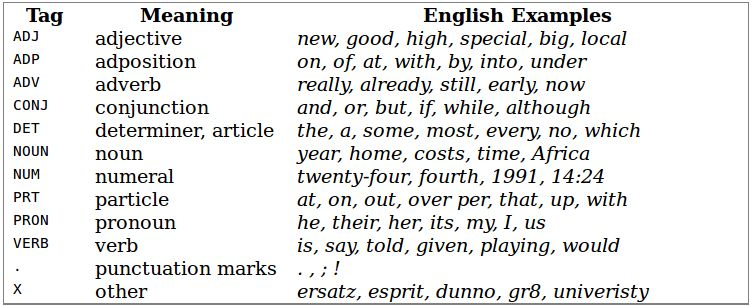 Tag Meaning English Examples
ADJ adjective new, good, high, special, big, local
ADP adposition on, of, at, with, by, into, under
ADV adverb really, already, still, early, now
CONJ conjunction and, or, but, if, while, although
DET determiner, article the, a, some, most, every, no, which
NOUN noun year, home, costs, time, Africa
NUM numeral twenty-four, fourth, 1991, 14:24
PRT particle at, on, out, over per, that, up, with
PRON pronoun he, their, her, its, my, I, us
VERB verb is, say, told, given, playing, would
. punctuation marks . , ; !
X other ersatz, esprit, dunno, gr8, univeristy